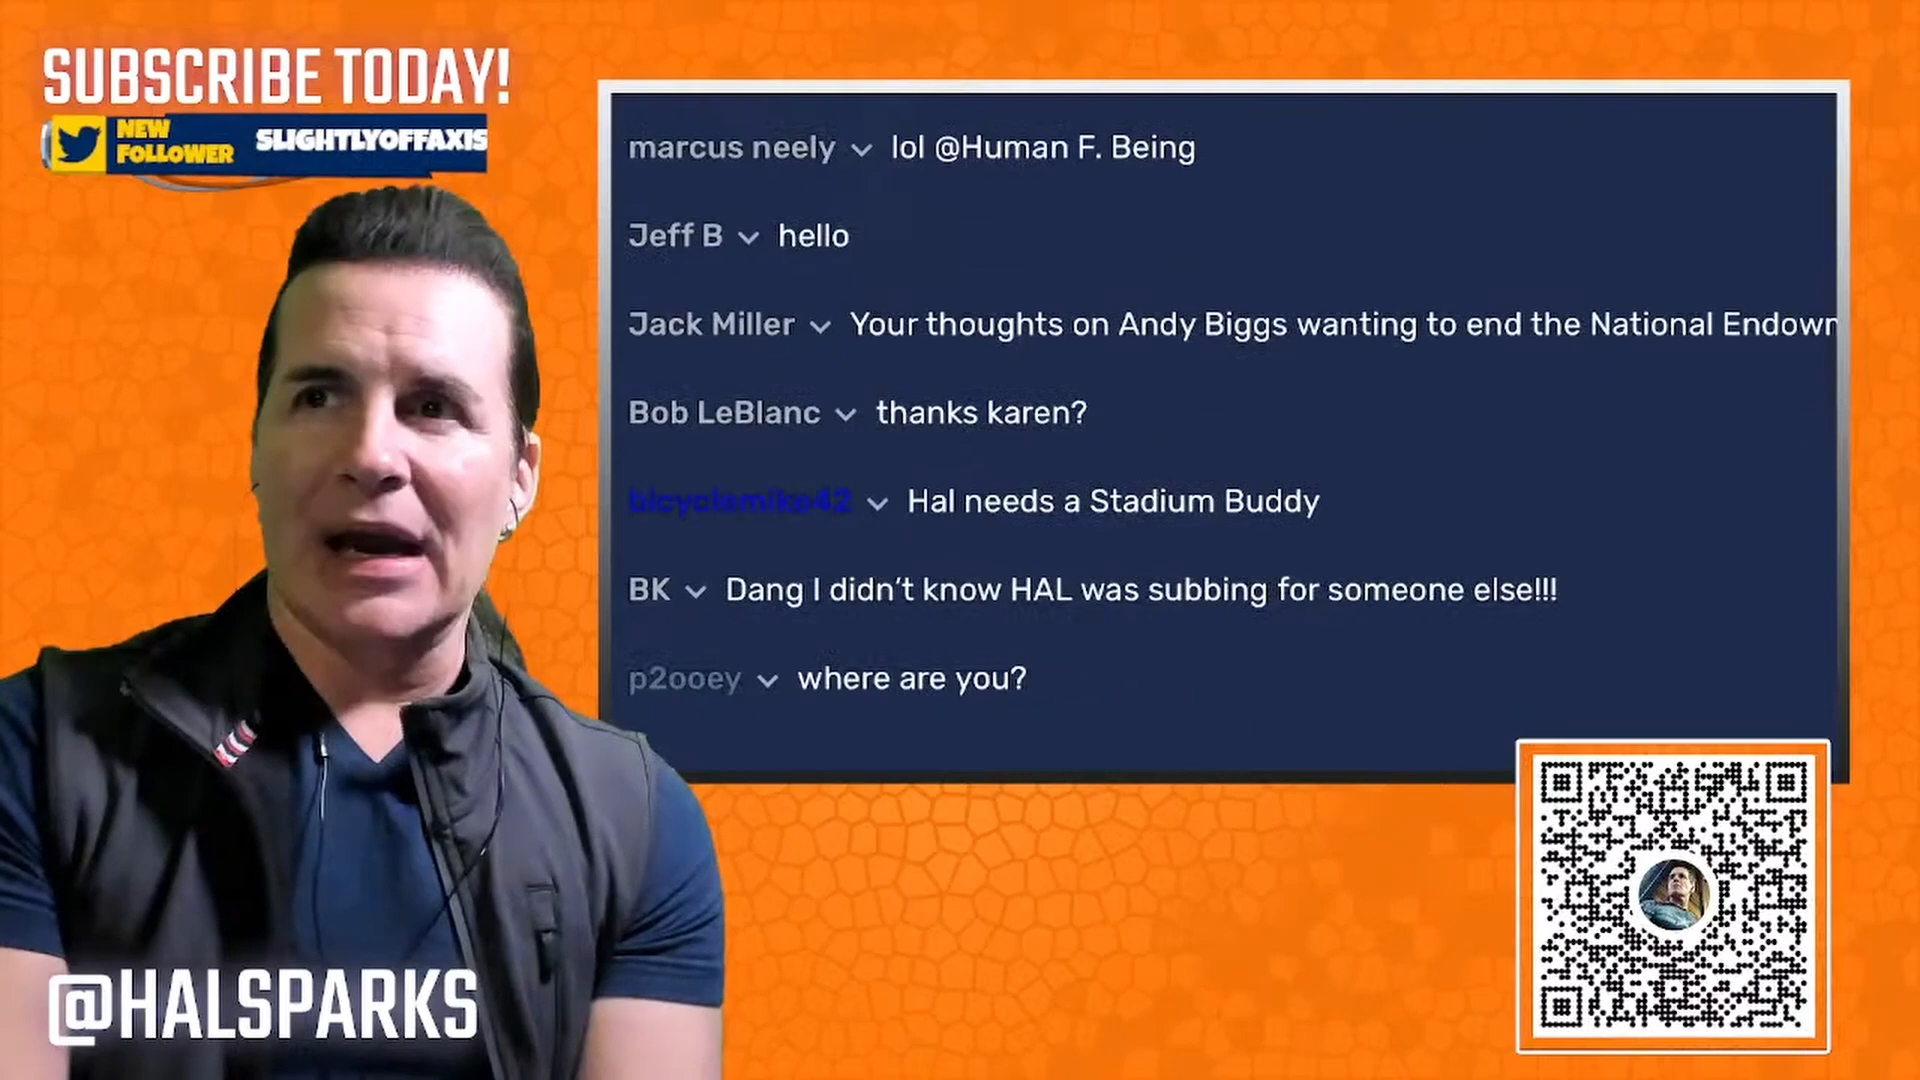 SUBSCRIBE TODAY!
NEW
FOLLOWER
SLIGHTLYOFFAXIS
marcus neely lol @Human F. Being
Jeff B hello
Jack Miller Your thoughts on Andy Biggs wanting to end the National Endowm
Bob LeBlanc thanks karen?
bicyclemike42 Hal needs a Stadium Buddy
BK Dang I didn't know HAL was subbing for someone else!!!
p2ooey where are you?
@HALSPARKS